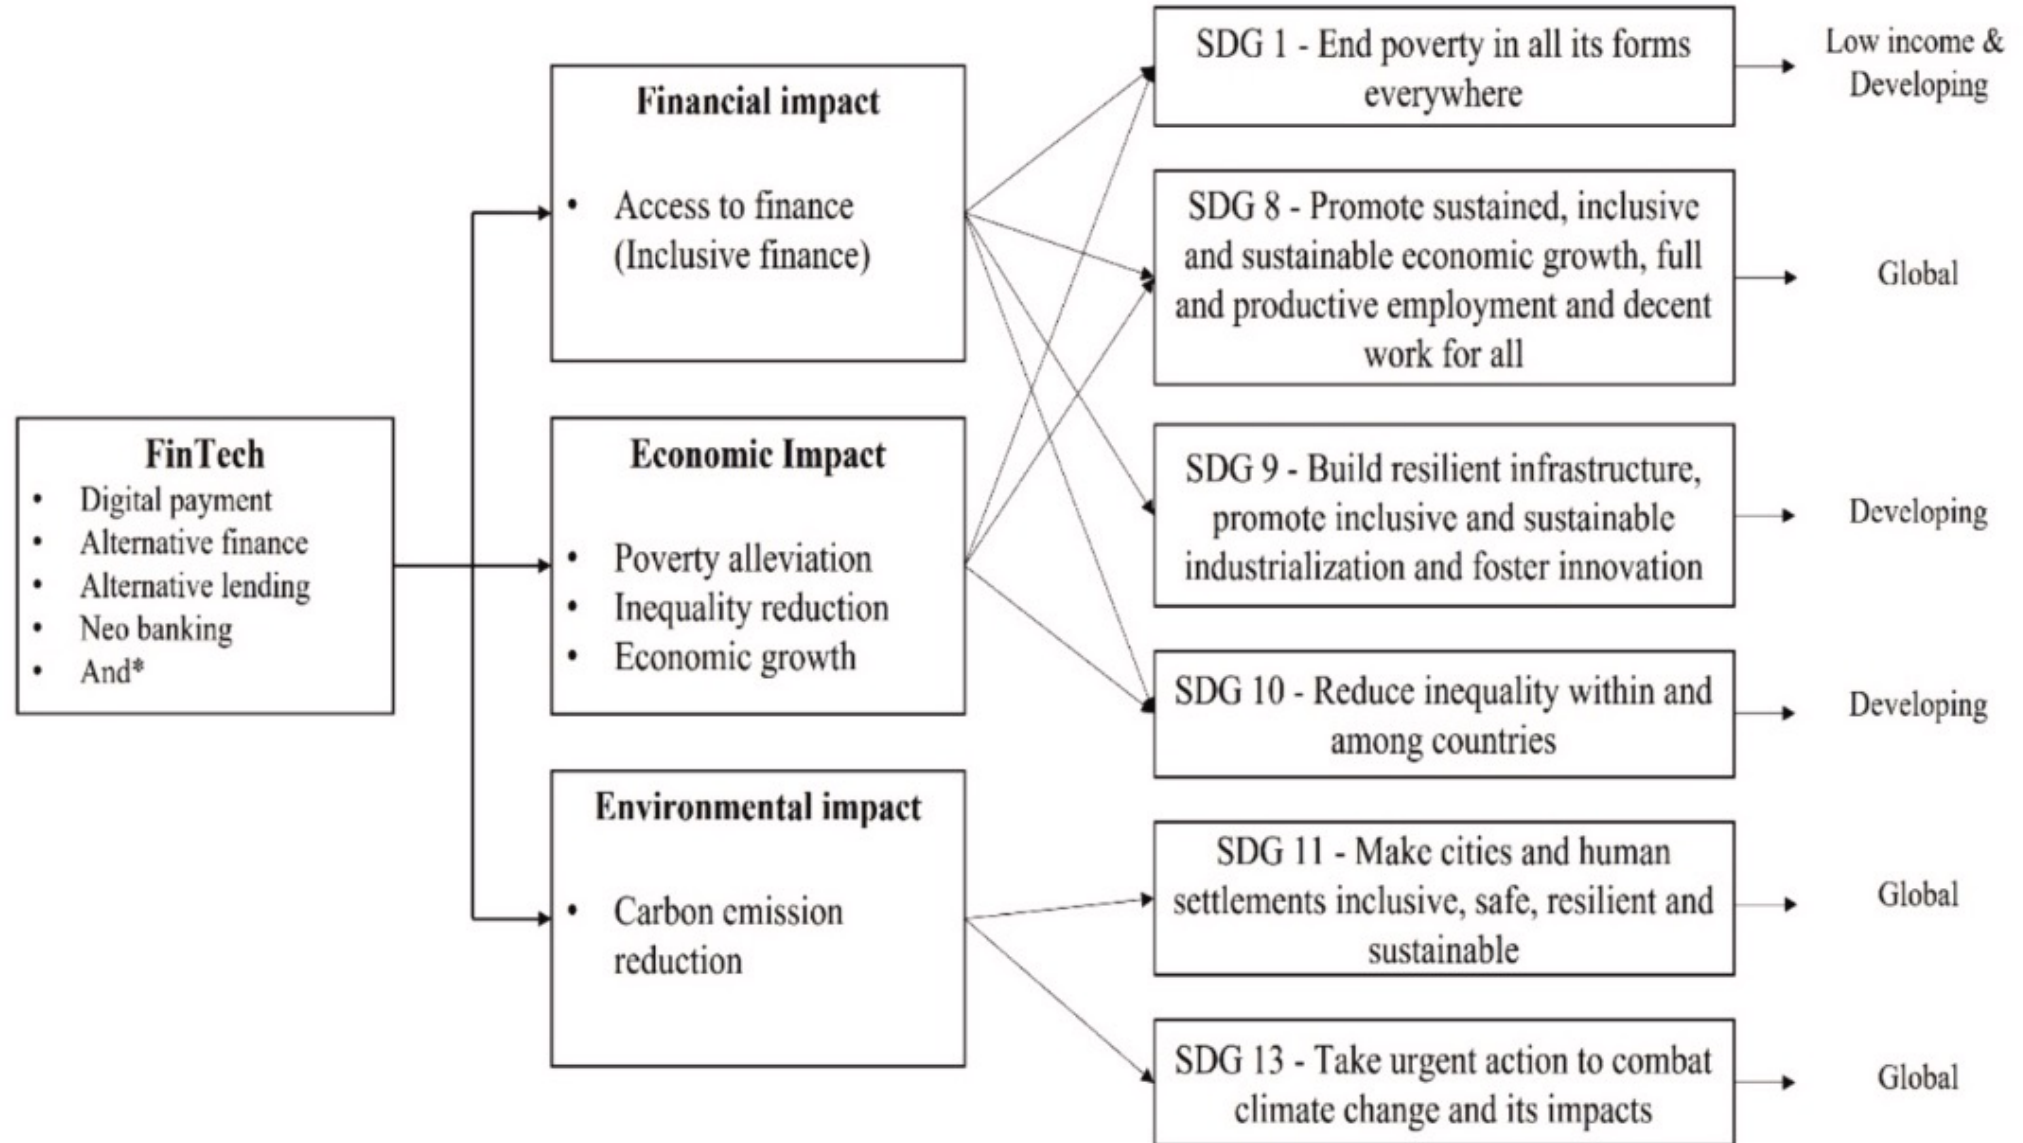 FinTech
• Digital payment
• Alternative finance
• Alternative lending
• Neo banking
• And*
Financial impact
• Access to finance
(Inclusive finance)
Economic Impact
• Poverty alleviation
• Inequality reduction
• Economic growth
Environmental impact
• Carbon emission
reduction
SDG 1 - End poverty in all its forms
everywhere
Low income &
Developing
SDG 8 - Promote sustained, inclusive
and sustainable economic growth, full
and productive employment and decent
work for all
Global
SDG 9 - Build resilient infrastructure,
promote inclusive and sustainable
industrialization and foster innovation
Developing
SDG 10 - Reduce inequality within and
among countries
Developing
SDG 11 - Make cities and human
settlements inclusive, safe, resilient and
sustainable
Global
SDG 13 - Take urgent action to combat
climate change and its impacts
Global